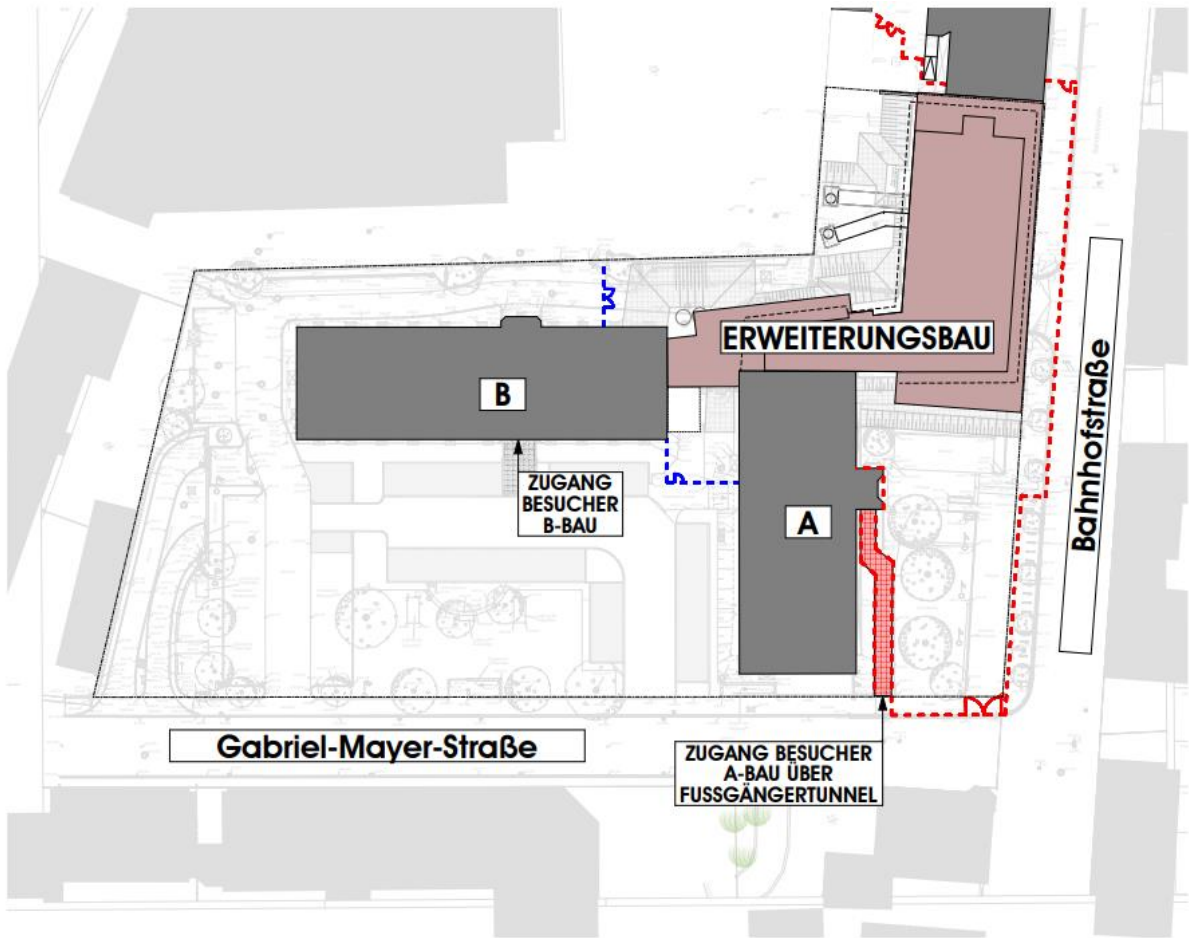 ERWEITERUNGSBAU
B
ZUGANG
BESUCHER
B-BAU
A
Bahnhofstraße
Gabriel-Mayer-Straße
ZUGANG BESUCHER
A-BAU ÜBER
FUSSGÄNGERTUNNEL